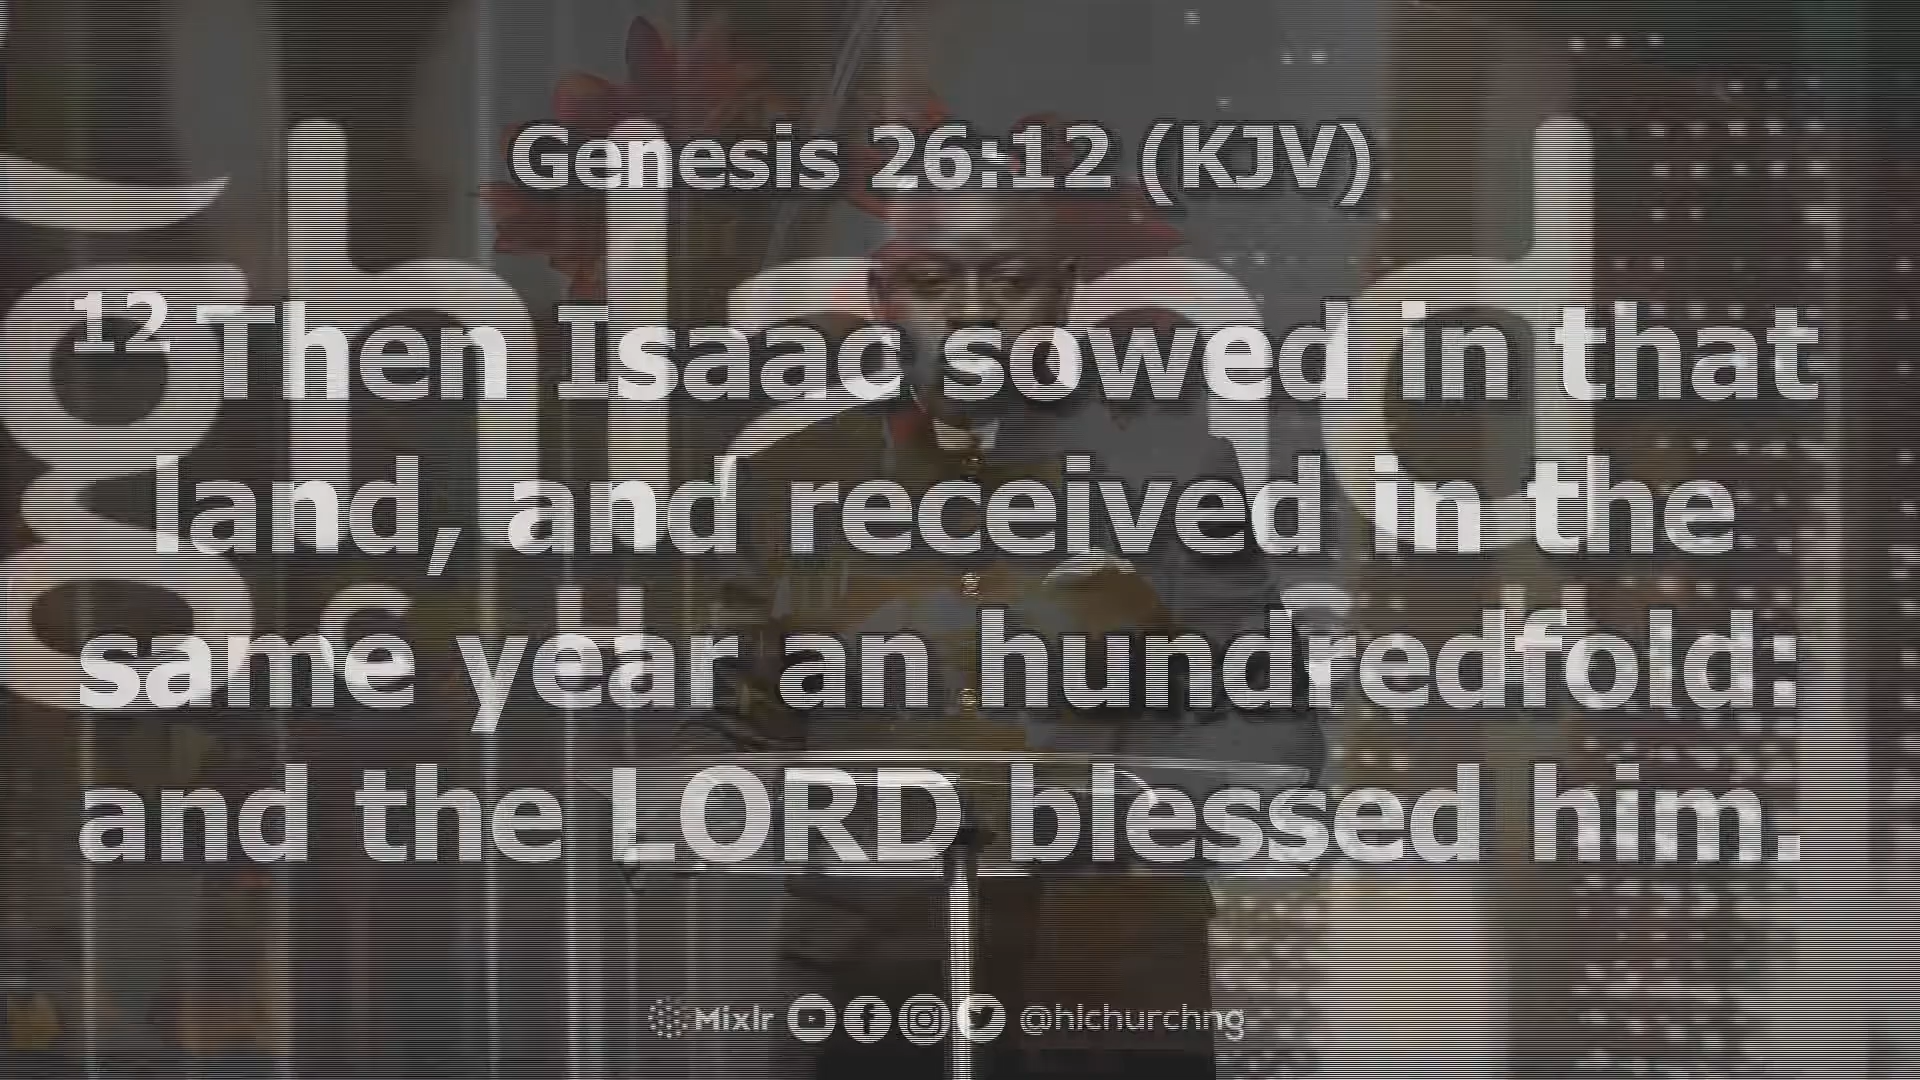 Genesis 26:12 (KJV)
12 Then Isaac sowed in that
land, and received in the
same year an hundredfold:
and the LORD blessed him.
Mixlr @hlchurchng